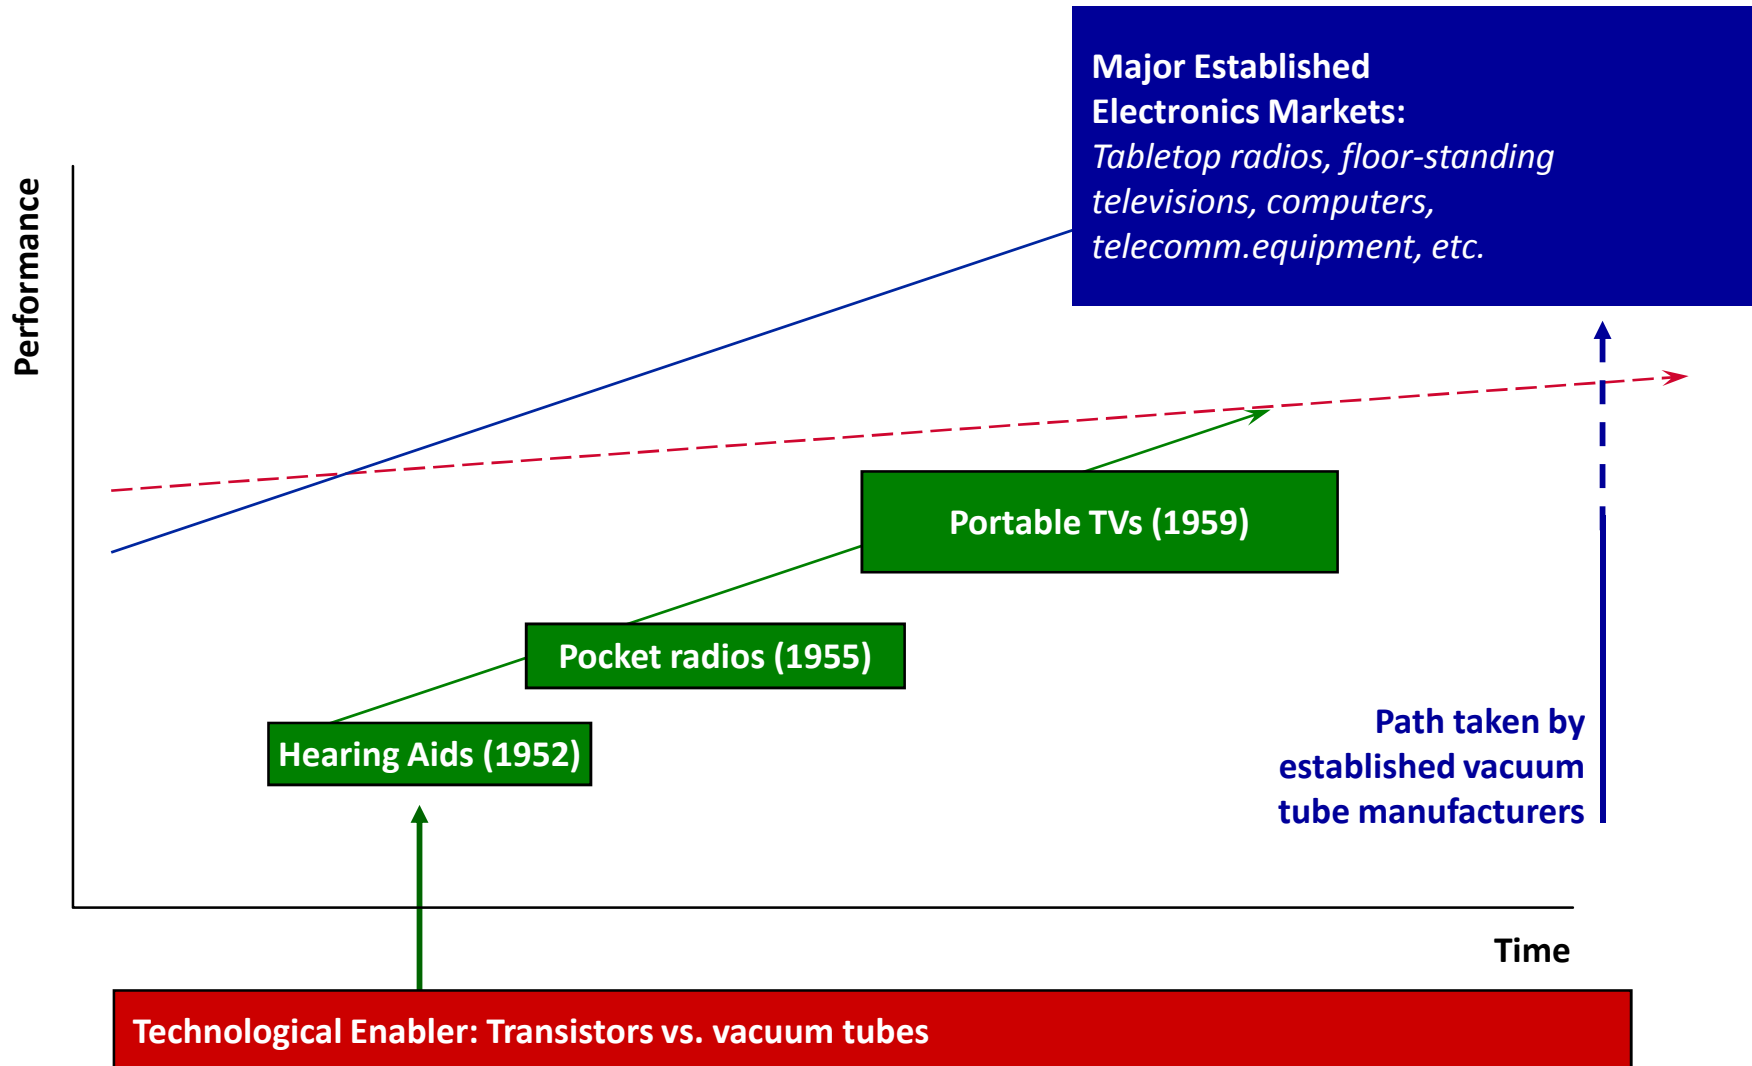 Major Established
Electronics Markets:
Tabletop radios, floor-standing
televisions, computers,
telecomm.equipment, etc.
Performance
Portable TVs (1959)
Pocket radios (1955)
Hearing Aids (1952)
Path taken by
established vacuum
tube manufacturers
Time
Technological Enabler: Transistors vs. vacuum tubes